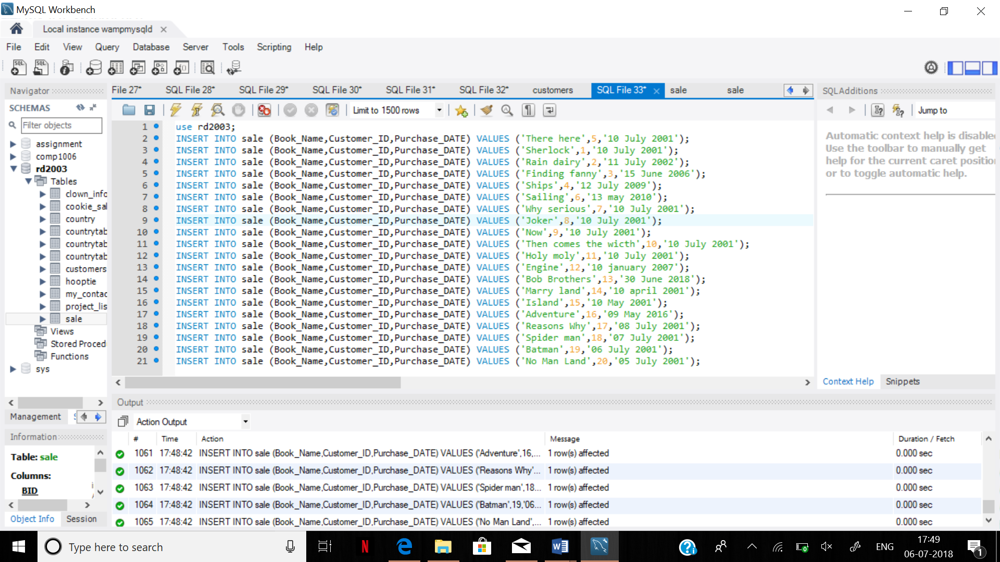 MySQL Workbench
Local instance wampmysqld
File Edit View Query Database Server Tools Scripting Help
Navigator
SCHEMAS
Filter objects
assignment
comp1006
rd2003
Tables
clown_info
cookie_sal
country
countrytab
countrytab
countrytab
customers
hooptie
my_contac
project_lis
sale
Views
Stored Proced
Functions
sys
Management
Information
Table: sale
Columns:
BID
Object Info Session
File 27* SQL File 28* SQL File 29* SQL File 30* SQL File 31* SQL File 32* customers SQL File 33* sale sale
Limit to 1500 rows
1 use rd2003;
2 INSERT INTO sale (Book_Name,Customer_ID,Purchase_DATE) VALUES ('There here',5,'10 July 2001');
3 INSERT INTO sale (Book_Name,Customer_ID,Purchase_DATE) VALUES ('Sherlock',1,'10 July 2001');
4 INSERT INTO sale (Book_Name,Customer_ID,Purchase_DATE) VALUES ('Rain dairy',2,'11 July 2002');
5 INSERT INTO sale (Book_Name,Customer_ID,Purchase_DATE) VALUES ('Finding fanny',3,'15 June 2006');
6 INSERT INTO sale (Book_Name,Customer_ID,Purchase_DATE) VALUES ('Ships',4,'12 July 2009');
7 INSERT INTO sale (Book_Name,Customer_ID,Purchase_DATE) VALUES ('Sailing',6,'13 may 2010');
8 INSERT INTO sale (Book_Name,Customer_ID,Purchase_DATE) VALUES ('Why serious',7,'10 July 2001');
9 INSERT INTO sale (Book_Name,Customer_ID,Purchase_DATE) VALUES ('Joker',8,'10 July 2001');
10 INSERT INTO sale (Book_Name,Customer_ID,Purchase_DATE) VALUES ('Now',9,'10 July 2001');
11 INSERT INTO sale (Book_Name,Customer_ID,Purchase_DATE) VALUES ('Then comes the wicth',10,'10 July 2001');
12 INSERT INTO sale (Book_Name,Customer_ID,Purchase_DATE) VALUES ('Holy moly',11,'10 July 2001');
13 INSERT INTO sale (Book_Name,Customer_ID,Purchase_DATE) VALUES ('Engine',12,'10 january 2007');
14 INSERT INTO sale (Book_Name,Customer_ID,Purchase_DATE) VALUES ('Bob Brothers',13,'30 June 2018');
15 INSERT INTO sale (Book_Name,Customer_ID,Purchase_DATE) VALUES ('Marry land',14,'10 april 2001');
16 INSERT INTO sale (Book_Name,Customer_ID,Purchase_DATE) VALUES ('Island',15,'10 May 2001');
17 INSERT INTO sale (Book_Name,Customer_ID,Purchase_DATE) VALUES ('Adventure',16,'09 May 2016');
18 INSERT INTO sale (Book_Name,Customer_ID,Purchase_DATE) VALUES ('Reasons Why',17,'08 July 2001');
19 INSERT INTO sale (Book_Name,Customer_ID,Purchase_DATE) VALUES ('Spider man',18,'07 July 2001');
20 INSERT INTO sale (Book_Name,Customer_ID,Purchase_DATE) VALUES ('Batman',19,'06 July 2001');
21 INSERT INTO sale (Book_Name,Customer_ID,Purchase_DATE) VALUES ('No Man Land',20,'05 July 2001');
SQLAdditions
Jump to
Automatic context help is disable
Use the toolbar to manually get
help for the current caret position
or to toggle automatic help.
Context Help Snippets
Output
Action Output
# Time Action Message Duration / Fetch
1061 17:48:42 INSERT INTO sale (Book_Name,Customer_ID,Purchase_DATE) VALUES ('Adventure',16,... 1 row(s) affected 0.000 sec
1062 17:48:42 INSERT INTO sale (Book_Name,Customer_ID,Purchase_DATE) VALUES ('Reasons Why'... 1 row(s) affected 0.000 sec
1063 17:48:42 INSERT INTO sale (Book_Name,Customer_ID,Purchase_DATE) VALUES ('Spider man',18... 1 row(s) affected 0.000 sec
1064 17:48:42 INSERT INTO sale (Book_Name,Customer_ID,Purchase_DATE) VALUES ('Batman',19,'06... 1 row(s) affected 0.000 sec
1065 17:48:42 INSERT INTO sale (Book_Name,Customer_ID,Purchase_DATE) VALUES ('No Man Land',... 1 row(s) affected 0.000 sec
Type here to search
ENG
17:49
06-07-2018
1